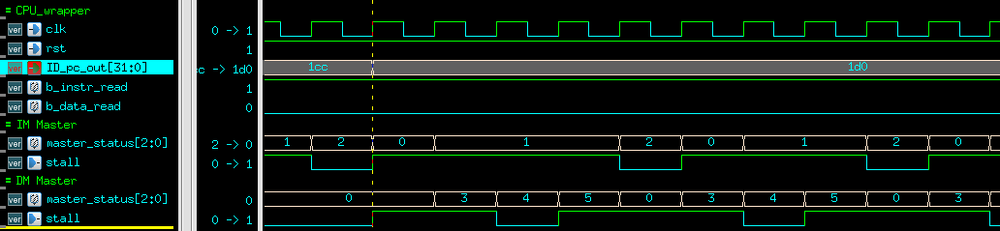 = CPU_wrapper
ver clk 0 -> 1
ver rst 1
ver ID_pc_out[31:0] cc -> 1d0 1cc 1d0
ver b_instr_read 1
ver b_data_read 0
= IM Master
ver master_status[2:0] 2 -> 0 1 2 0 1 2 0 1 2 0
ver stall 0 -> 1
= DM Master
ver master_status[2:0] 0 0 3 4 5 0 3 4 5 0 3
ver stall 0 -> 1